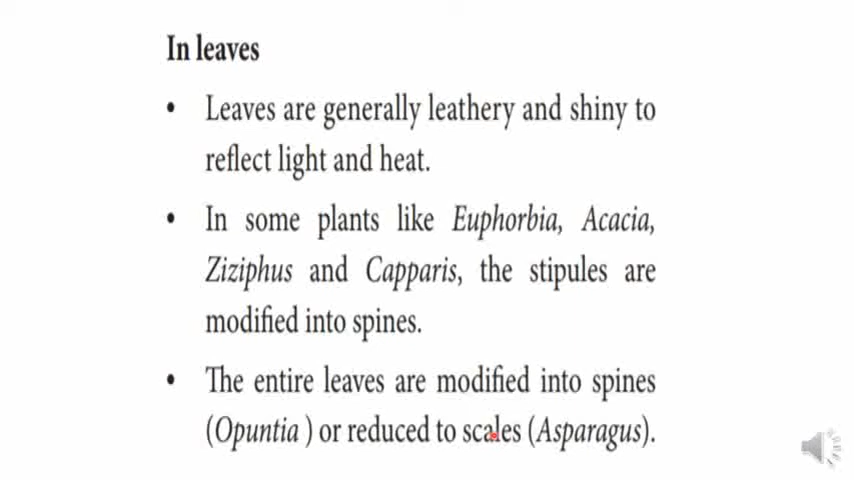 In leaves
• Leaves are generally leathery and shiny to
reflect light and heat.
• In some plants like Euphorbia, Acacia,
Ziziphus and Capparis, the stipules are
modified into spines.
• The entire leaves are modified into spines
(Opuntia ) or reduced to scales (Asparagus).